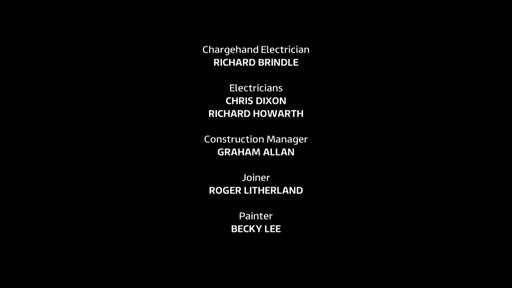 Chargehand Electrician
RICHARD BRINDLE
Electricians
CHRIS DIXON
RICHARD HOWARTH
Construction Manager
GRAHAM ALLAN
Joiner
ROGER LITHERLAND
Painter
BECKY LEE